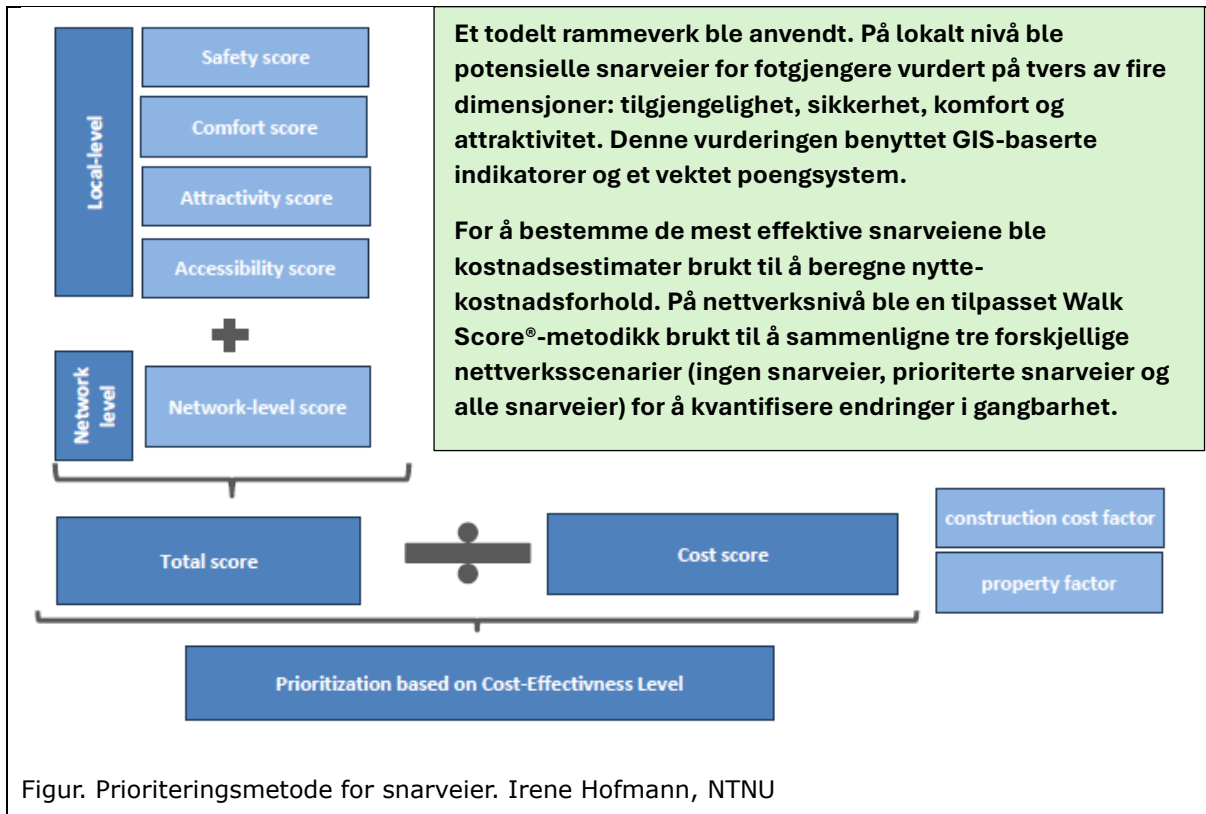 Local-level
Safety score
Comfort score
Attractivity score
Accessibility score
Et todelt rammeverk ble anvendt. På lokalt nivå ble
potensielle snarveier for fotgjengere vurdert på tvers av fire
dimensjoner: tilgjengelighet, sikkerhet, komfort og
attraktivitet. Denne vurderingen benyttet GIS-baserte
indikatorer og et vektet poengsystem.
For å bestemme de mest effektive snarveiene ble
kostnadsestimater brukt til å beregne nytte-
kostnadsforhold. På nettverksnivå ble en tilpasset Walk
Score®-metodikk brukt til å sammenligne tre forskjellige
nettverksscenarier (ingen snarveier, prioriterte snarveier og
alle snarveier) for å kvantifisere endringer i gangbarhet.
Network
level
Network-level score
Total score
Cost score
construction cost factor
property factor
Prioritization based on Cost-Effectivness Level
Figur. Prioriteringsmetode for snarveier. Irene Hofmann, NTNU